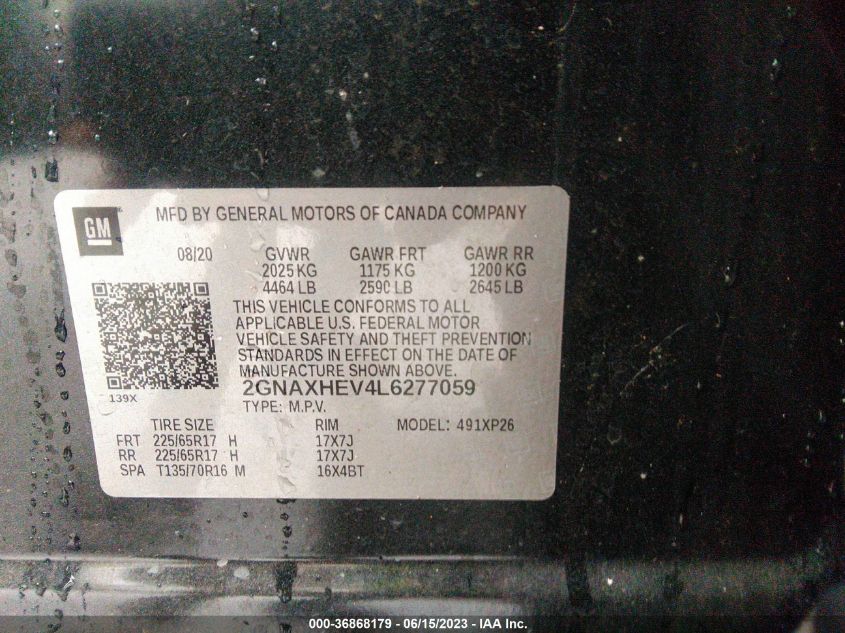 GM
MFD BY GENERAL MOTORS OF CANADA COMPANY
08/20 GVWR GAWR FRT GAWR RR
2025 KG 1175 KG 1200 KG
4464 LB 2590 LB 2645 LB
THIS VEHICLE CONFORMS TO ALL
APPLICABLE U.S. FEDERAL MOTOR
VEHICLE SAFETY AND THEFT PREVENTION
STANDARDS IN EFFECT ON THE DATE OF
MANUFACTURE SHOWN ABOVE.
139X
2GNAXHEV4L6277059
TYPE: M.P.V.
TIRE SIZE RIM MODEL: 491XP26
FRT 225/65R17 H 17X7J
RR 225/65R17 H 17X7J
SPA T135/70R16 M 16X4BT
000-36868179 - 06/15/2023 - IAA Inc.